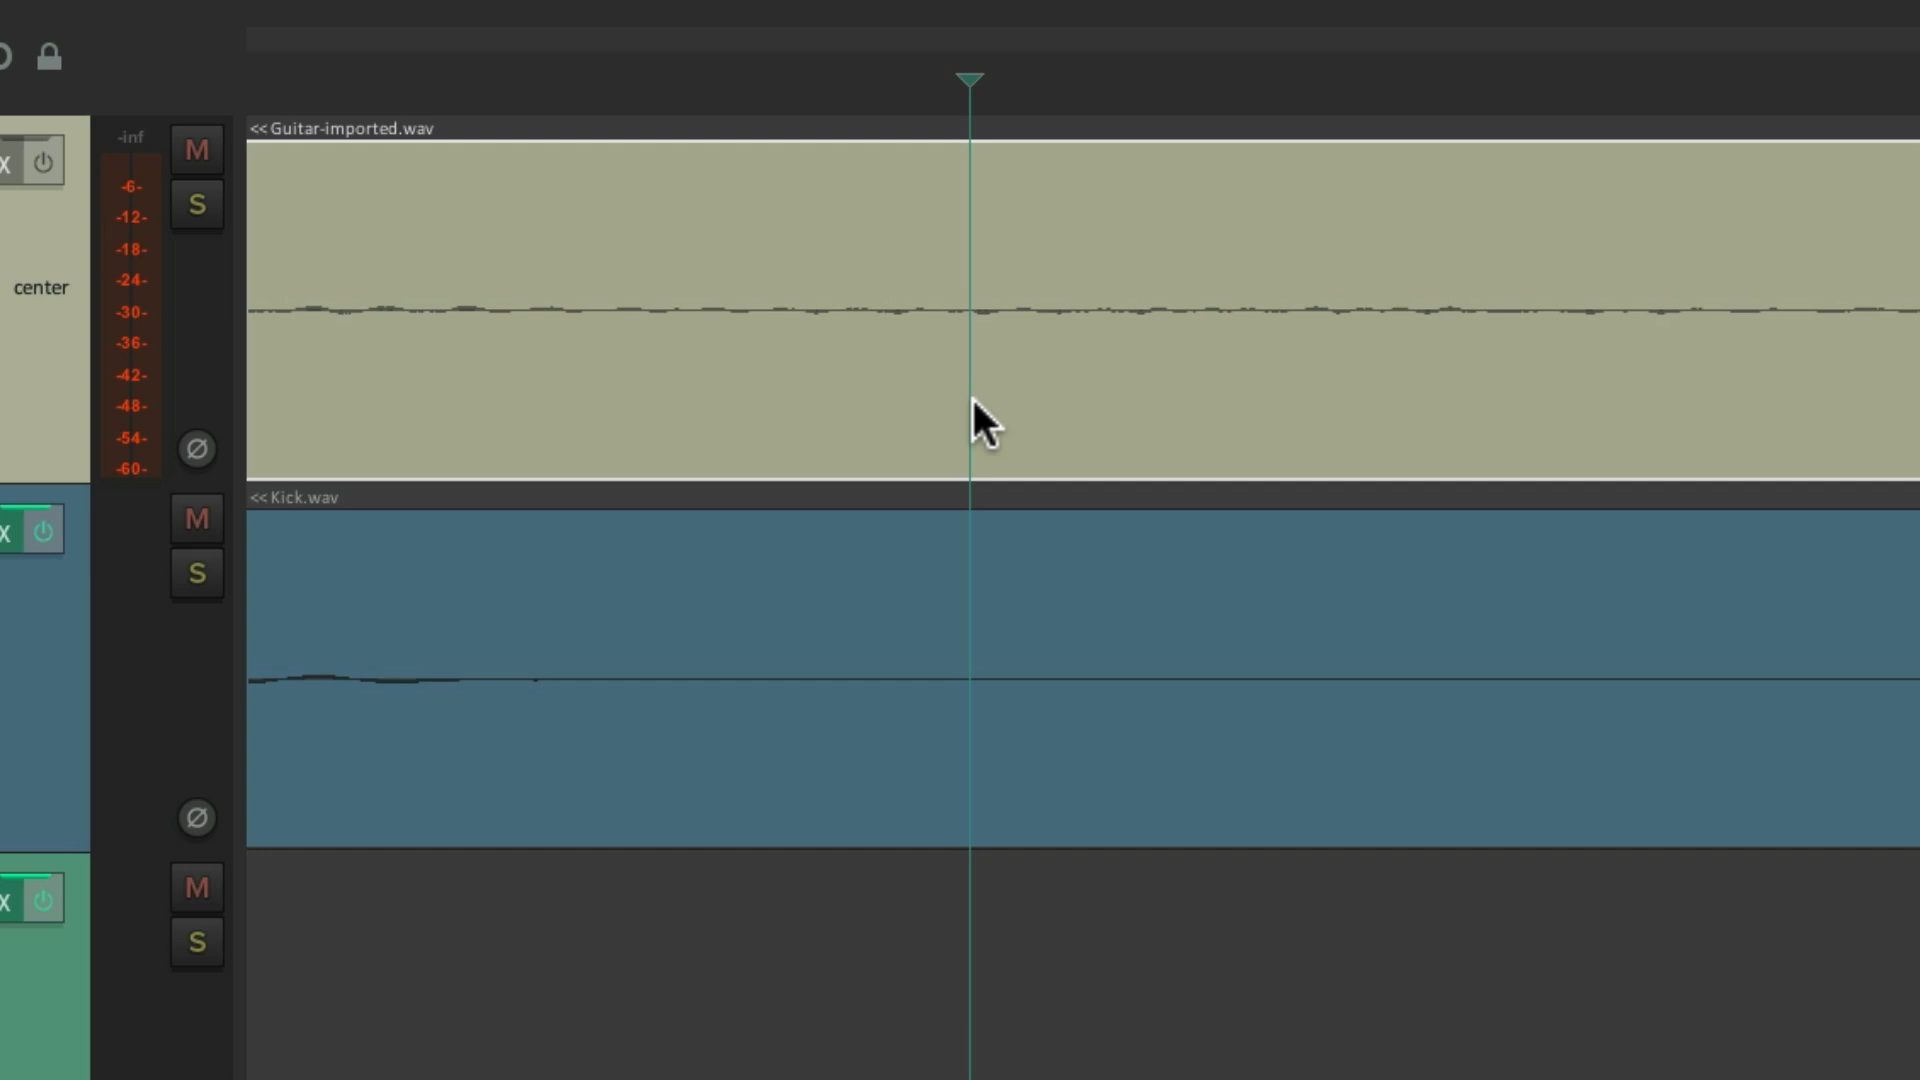 << Guitar-imported.wav
-inf
M
X
-6-
S
-12-
-18-
-24-
center
-30-
-36-
-42-
-48-
-54-
Ø
-60-
<< Kick.wav
M
X
S
Ø
M
X
S